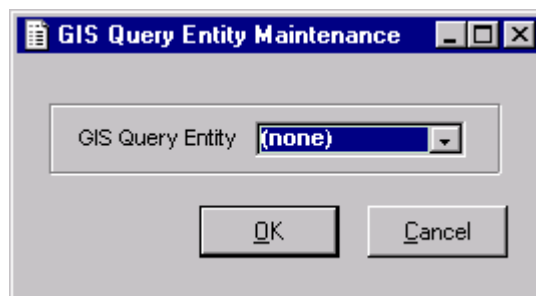 GIS Query Entity Maintenance
GIS Query Entity (none)
OK Cancel